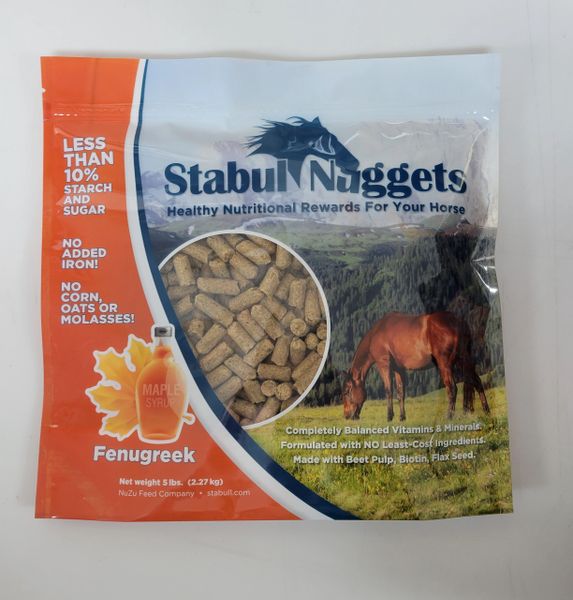 LESS
THAN
10%
STARCH
AND
SUGAR
NO
ADDED
IRON!
NO
CORN,
OATS OR
MOLASSES!
MAPLE
SYRUP
Fenugreek
Net weight 5 lbs. (2.27 kg)
NuZu Feed Company • stabull.com
Stabul Nuggets
Healthy Nutritional Rewards For Your Horse
Completely Balanced Vitamins & Minerals.
Formulated with NO Least-Cost Ingredients.
Made with Beet Pulp, Biotin, Flax Seed.